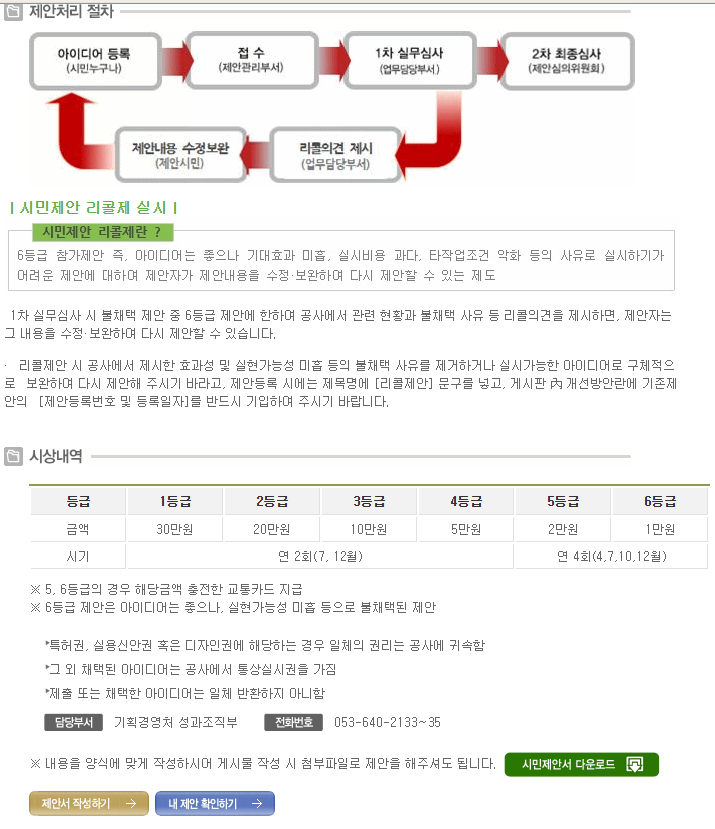 제안처리 절차
아이디어 등록
(시민누구나)
접 수
(제안관리부서)
1차 실무심사
(업무담당부서)
2차 최종심사
(제안심의위원회)
제안내용 수정보완
(제안시민)
리콜의견 제시
(업무담당부서)
| 시민제안 리콜제 실시 |
시민제안 리콜제란 ?
6등급 참가제안 즉, 아이디어는 좋으나 기대효과 미흡, 실시비용 과다, 타작업조건 악화 등의 사유로 실시하기가
어려운 제안에 대하여 제안자가 제안내용을 수정·보완하여 다시 제안할 수 있는 제도
1차 실무심사 시 불채택 제안 중 6등급 제안에 한하여 공사에서 관련 현황과 불채택 사유 등 리콜의견을 제시하면, 제안자는
그 내용을 수정·보완하여 다시 제안할 수 있습니다.
· 리콜제안 시 공사에서 제시한 효과성 및 실현가능성 미흡 등의 불채택 사유를 제거하거나 실시가능한 아이디어로 구체적으
로 보완하여 다시 제안해 주시기 바라고, 제안등록 시에는 제목명에 [리콜제안] 문구를 넣고, 게시판 內 개선방안란에 기존제
안의 [제안등록번호 및 등록일자]를 반드시 기입하여 주시기 바랍니다.
시상내역
등급 1등급 2등급 3등급 4등급 5등급 6등급
금액 30만원 20만원 10만원 5만원 2만원 1만원
시기 연 2회(7, 12월) 연 4회(4,7,10,12월)
※ 5, 6등급의 경우 해당금액 충전한 교통카드 지급
※ 6등급 제안은 아이디어는 좋으나, 실현가능성 미흡 등으로 불채택된 제안
*특허권, 실용신안권 혹은 디자인권에 해당하는 경우 일체의 권리는 공사에 귀속함
*그 외 채택된 아이디어는 공사에서 통상실시권을 가짐
*제출 또는 채택한 아이디어는 일체 반환하지 아니함
담당부서 기획경영처 성과조직부 전화번호 053-640-2133~35
※ 내용을 양식에 맞게 작성하시어 게시물 작성 시 첨부파일로 제안을 해주셔도 됩니다. 시민제안서 다운로드
제안서 작성하기 → 내 제안 확인하기 →